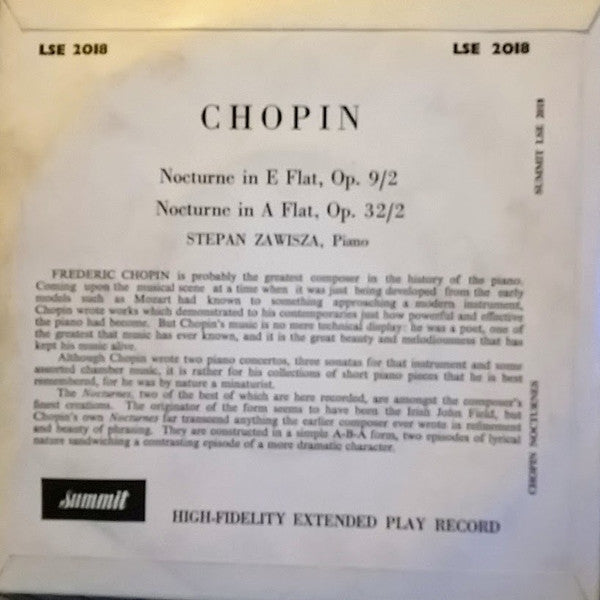 LSE 2018
LSE 2018
CHOPIN
Nocturne in E Flat, Op. 9/2
Nocturne in A Flat, Op. 32/2
STEPAN ZAWISZA, Piano
FREDERIC CHOPIN is probably the greatest composer in the history of the piano.
Coming upon the musical scene at a time when it was just being developed from the early
models such as Mozart had known to something approaching a modern instrument,
Chopin wrote works which demonstrated to his contemporaries just how powerful and effective
the piano had become. But Chopin's music is no mere technical display: he was a poet, one of
the greatest that music has ever known, and it is the great beauty and melodiousness that has
kept his music alive.
Although Chopin wrote two piano concertos, three sonatas for that instrument and some
assorted chamber music, it is rather for his collections of short piano pieces that he is best
remembered, for he was by nature a minaturist.
The Nocturnes, two of the best of which are here recorded, are amongst the composer's
finest creations. The originator of the form seems to have been the Irish John Field, but
Chopin's own Nocturnes far transcend anything the earlier composer ever wrote in refinement
and beauty of phrasing. They are constructed in a simple A-B-A form, two episodes of lyrical
nature sandwiching a contrasting episode of a more dramatic character.
Summit
HIGH-FIDELITY EXTENDED PLAY RECORD
SUMMIT LSE 2018
CHOPIN NOCTURNES